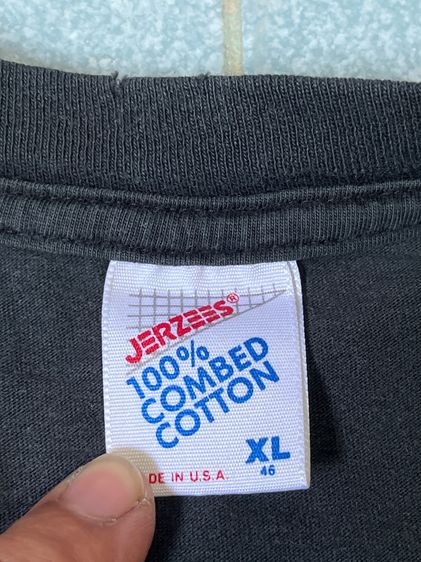 JERZEES®
100%
COMBED
COTTON
XL
46
DE IN U.S.A.